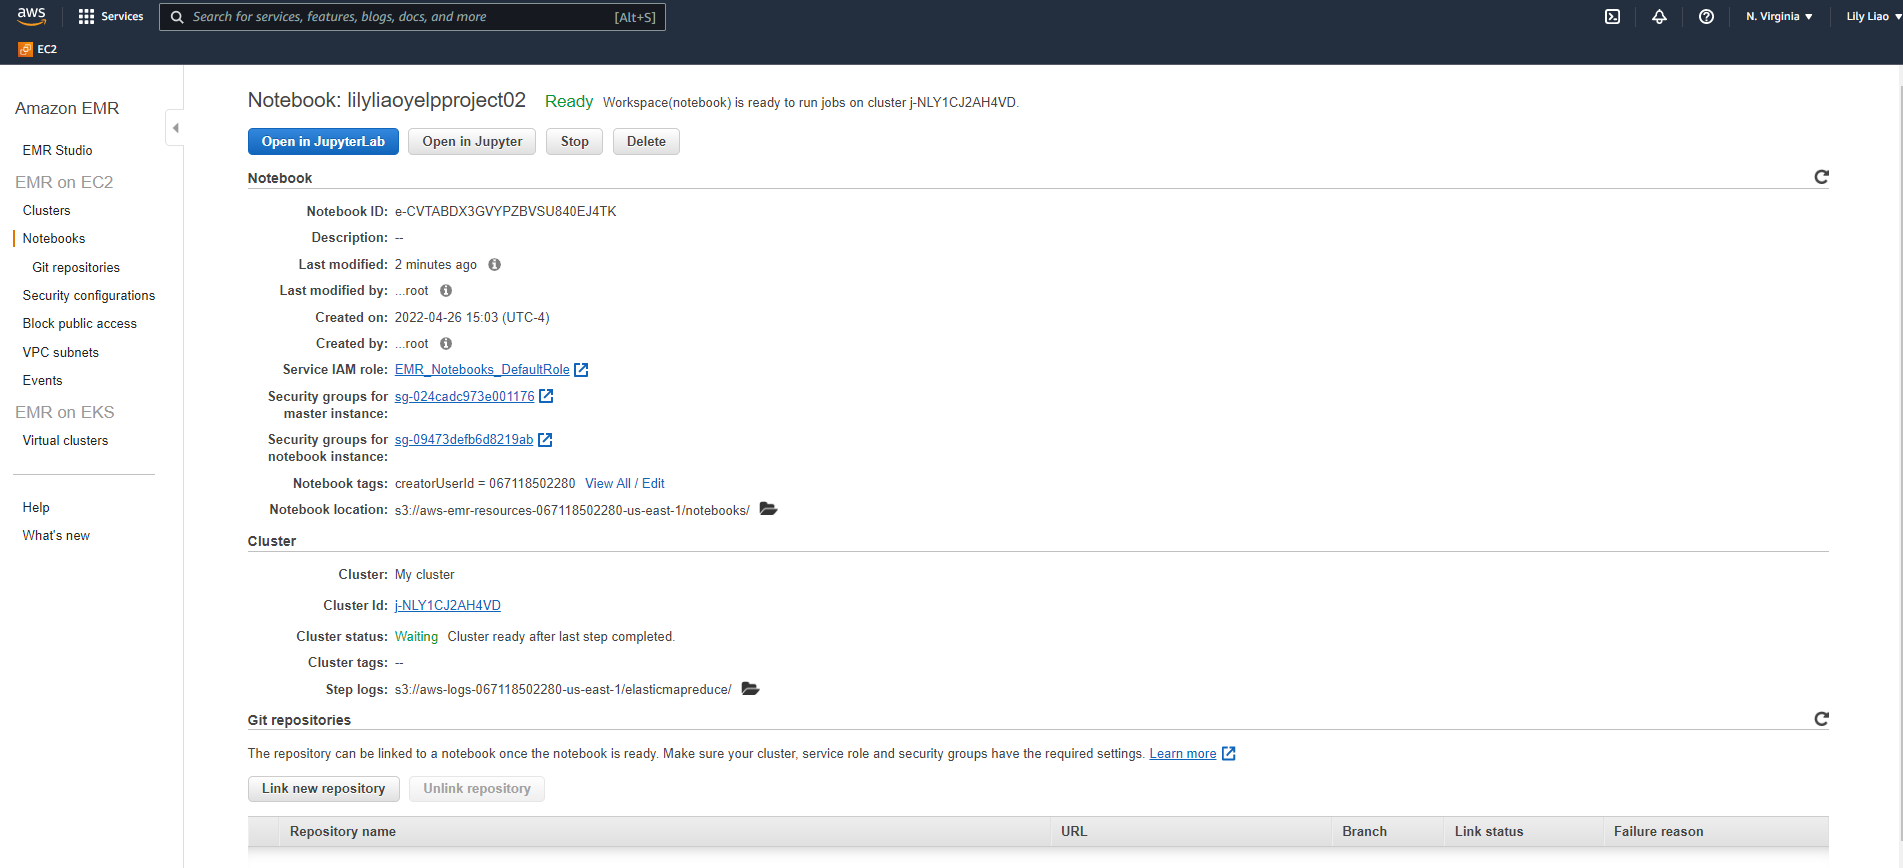 aws
Services
Search for services, features, blogs, docs, and more [Alt+S]
N. Virginia
Lily Liao
EC2
Amazon EMR
EMR Studio
EMR on EC2
Clusters
Notebooks
Git repositories
Security configurations
Block public access
VPC subnets
Events
EMR on EKS
Virtual clusters
Help
What's new
Notebook: lilyliaoyelpproject02 Ready Workspace(notebook) is ready to run jobs on cluster j-NLY1CJ2AH4VD.
Open in JupyterLab Open in Jupyter Stop Delete
Notebook
Notebook ID: e-CVTABDX3GVYPZBVSU840EJ4TK
Description: --
Last modified: 2 minutes ago
Last modified by: ...root
Created on: 2022-04-26 15:03 (UTC-4)
Created by: ...root
Service IAM role: EMR_Notebooks_DefaultRole
Security groups for sg-024cadc973e001176
master instance:
Security groups for sg-09473defb6d8219ab
notebook instance:
Notebook tags: creatorUserId = 067118502280 View All / Edit
Notebook location: s3://aws-emr-resources-067118502280-us-east-1/notebooks/
Cluster
Cluster: My cluster
Cluster Id: j-NLY1CJ2AH4VD
Cluster status: Waiting Cluster ready after last step completed.
Cluster tags: --
Step logs: s3://aws-logs-067118502280-us-east-1/elasticmapreduce/
Git repositories
The repository can be linked to a notebook once the notebook is ready. Make sure your cluster, service role and security groups have the required settings. Learn more
Link new repository Unlink repository
Repository name URL Branch Link status Failure reason